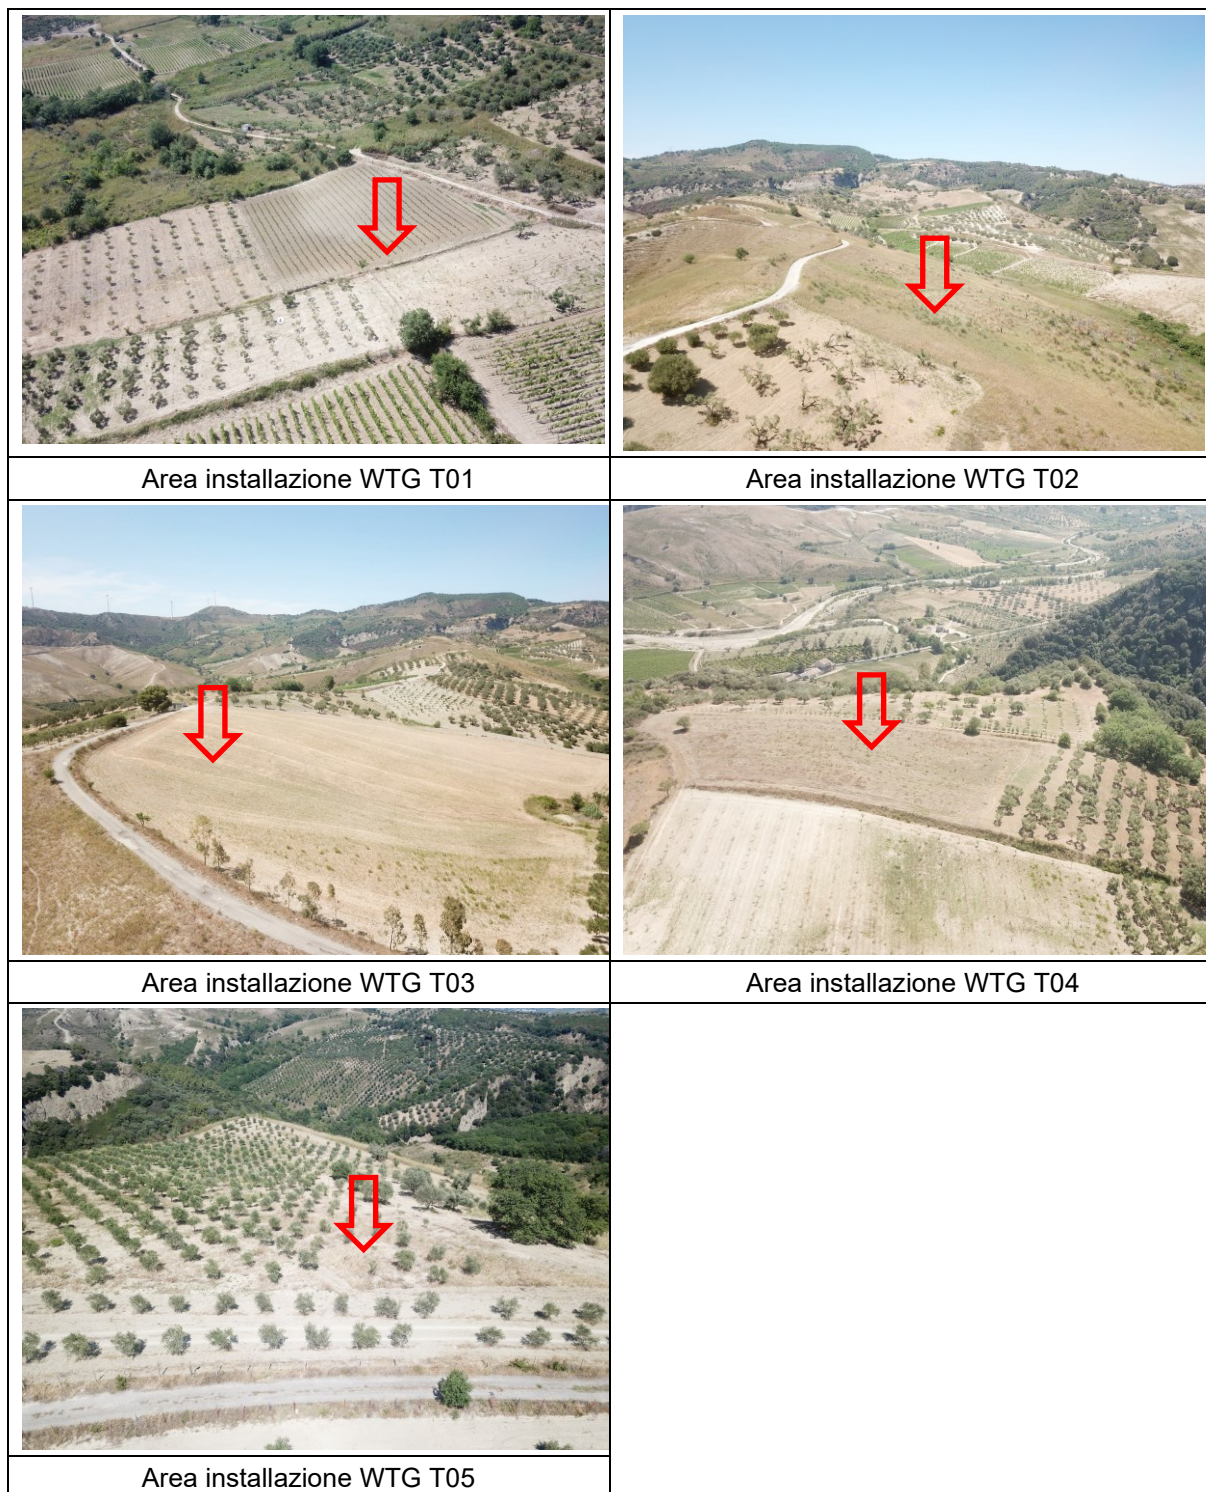 Area installazione WTG T01
Area installazione WTG T02
Area installazione WTG T03
Area installazione WTG T04
Area installazione WTG T05